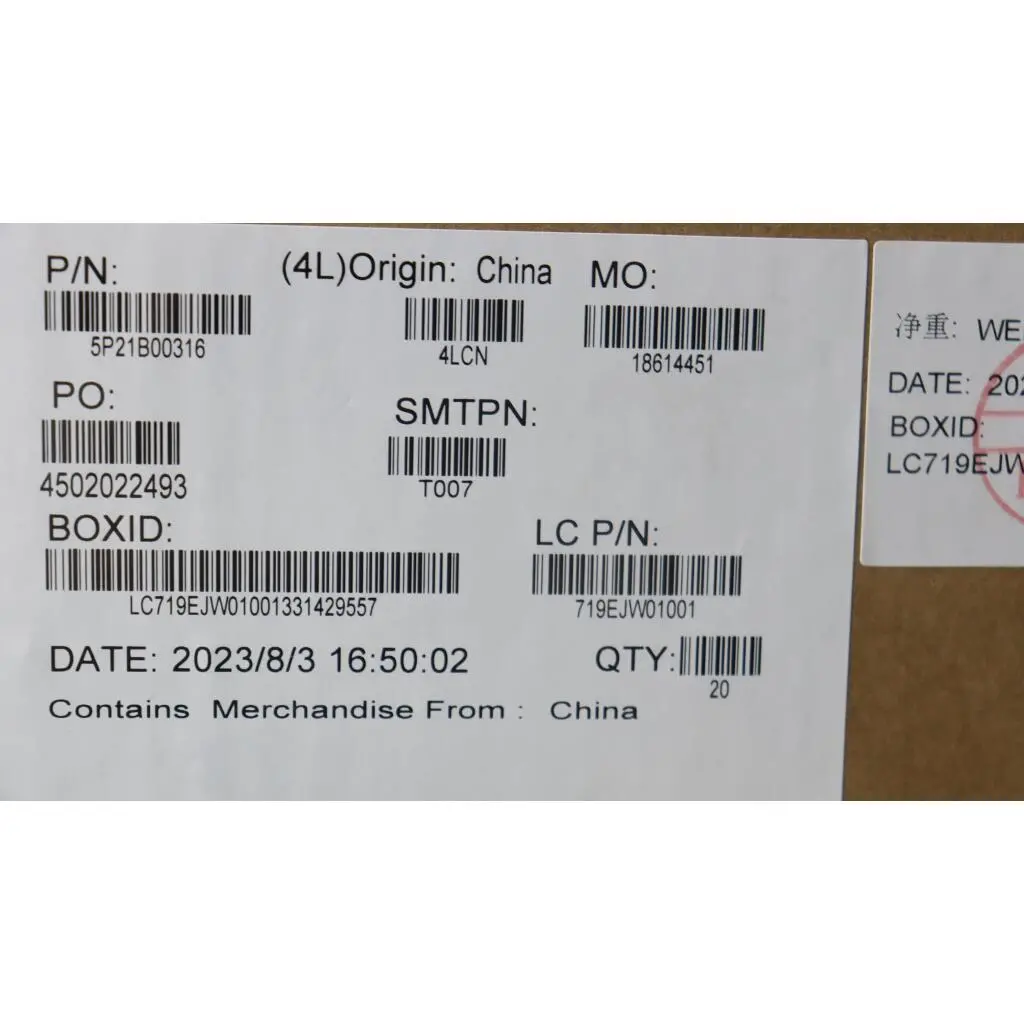 P/N:
5P21B00316
(4L)Origin: China
4LCN
MO:
18614451
PO:
4502022493
SMTPN:
T007
BOXID:
LC719EJW01001331429557
LC P/N:
719EJW01001
DATE: 2023/8/3 16:50:02
QTY:
20
Contains Merchandise From : China
净重: WE
DATE: 202
BOXID:
LC719EJW